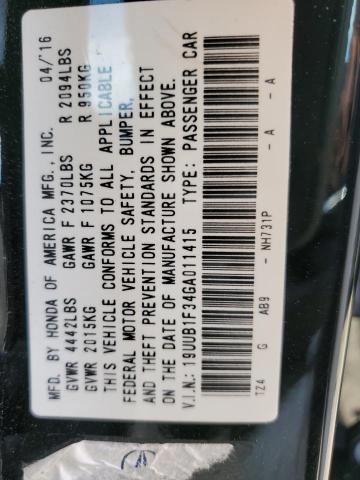 MFD. BY HONDA OF AMERICA MFG., INC. 04/'16
GVWR 4442LBS GAWR F 2370LBS R 2094LBS
GVWR 2015KG GAWR F 1075KG R 950KG
THIS VEHICLE CONFORMS TO ALL APPLICABLE
FEDERAL MOTOR VEHICLE SAFETY, BUMPER,
AND THEFT PREVENTION STANDARDS IN EFFECT
ON THE DATE OF MANUFACTURE SHOWN ABOVE.
V.I.N.: 19UUB1F34GA011415 TYPE: PASSENGER CAR
TZ4 G AB9 -A -A
NH731P